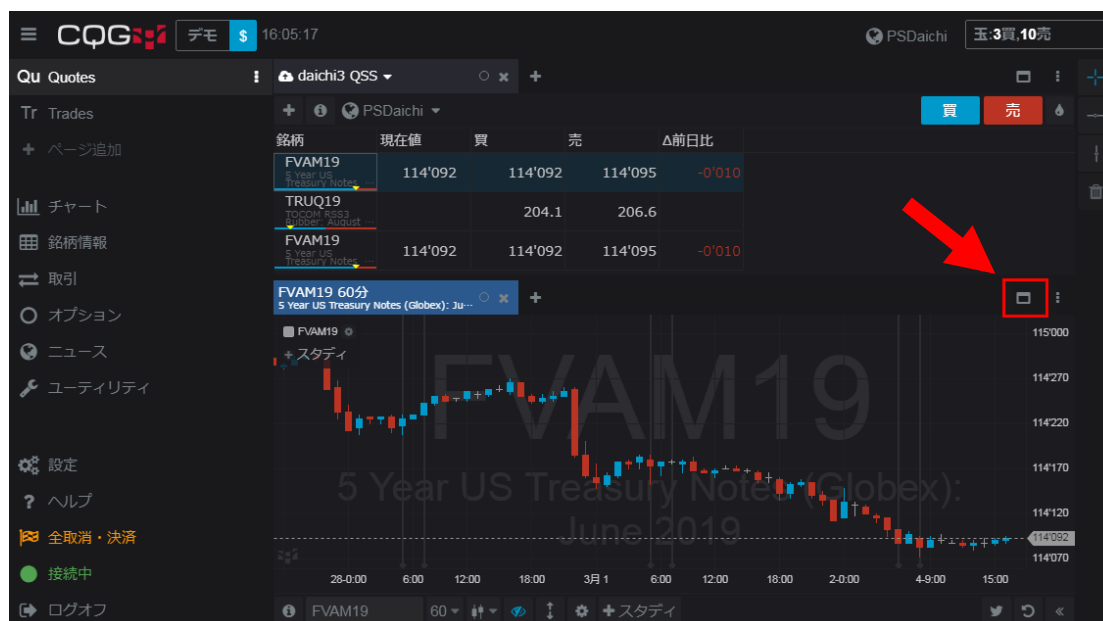 CQG デモ $ 16:05:17 PSDaichi 玉:3買,10売
Qu Quotes
Tr Trades
ページ追加
チャート
銘柄情報
取引
オプション
ニュース
ユーティリティ
設定
ヘルプ
全取消・決済
接続中
ログオフ
daichi3 QSS
PSDaichi 買 売
銘柄 現在値 買 売 Δ前日比
FVAM19 114'092 114'092 114'095 -0'010
5 Year US
Treasury Notes
TRUQ19 204.1 206.6
TOCOM RSS3
Rubber: August
FVAM19 114'092 114'092 114'095 -0'010
5 Year US
Treasury Notes
FVAM19 60分
5 Year US Treasury Notes (Globex): Ju…
FVAM19
+スタディ
FVAM19
5 Year US Treasury Notes (Globex):
June 2019
115'000
114'270
114'220
114'170
114'120
114'092
114'070
28-0:00 6:00 12:00 18:00 3月 1 6:00 12:00 18:00 2-0:00 4-9:00 15:00
FVAM19 60 +スタディ